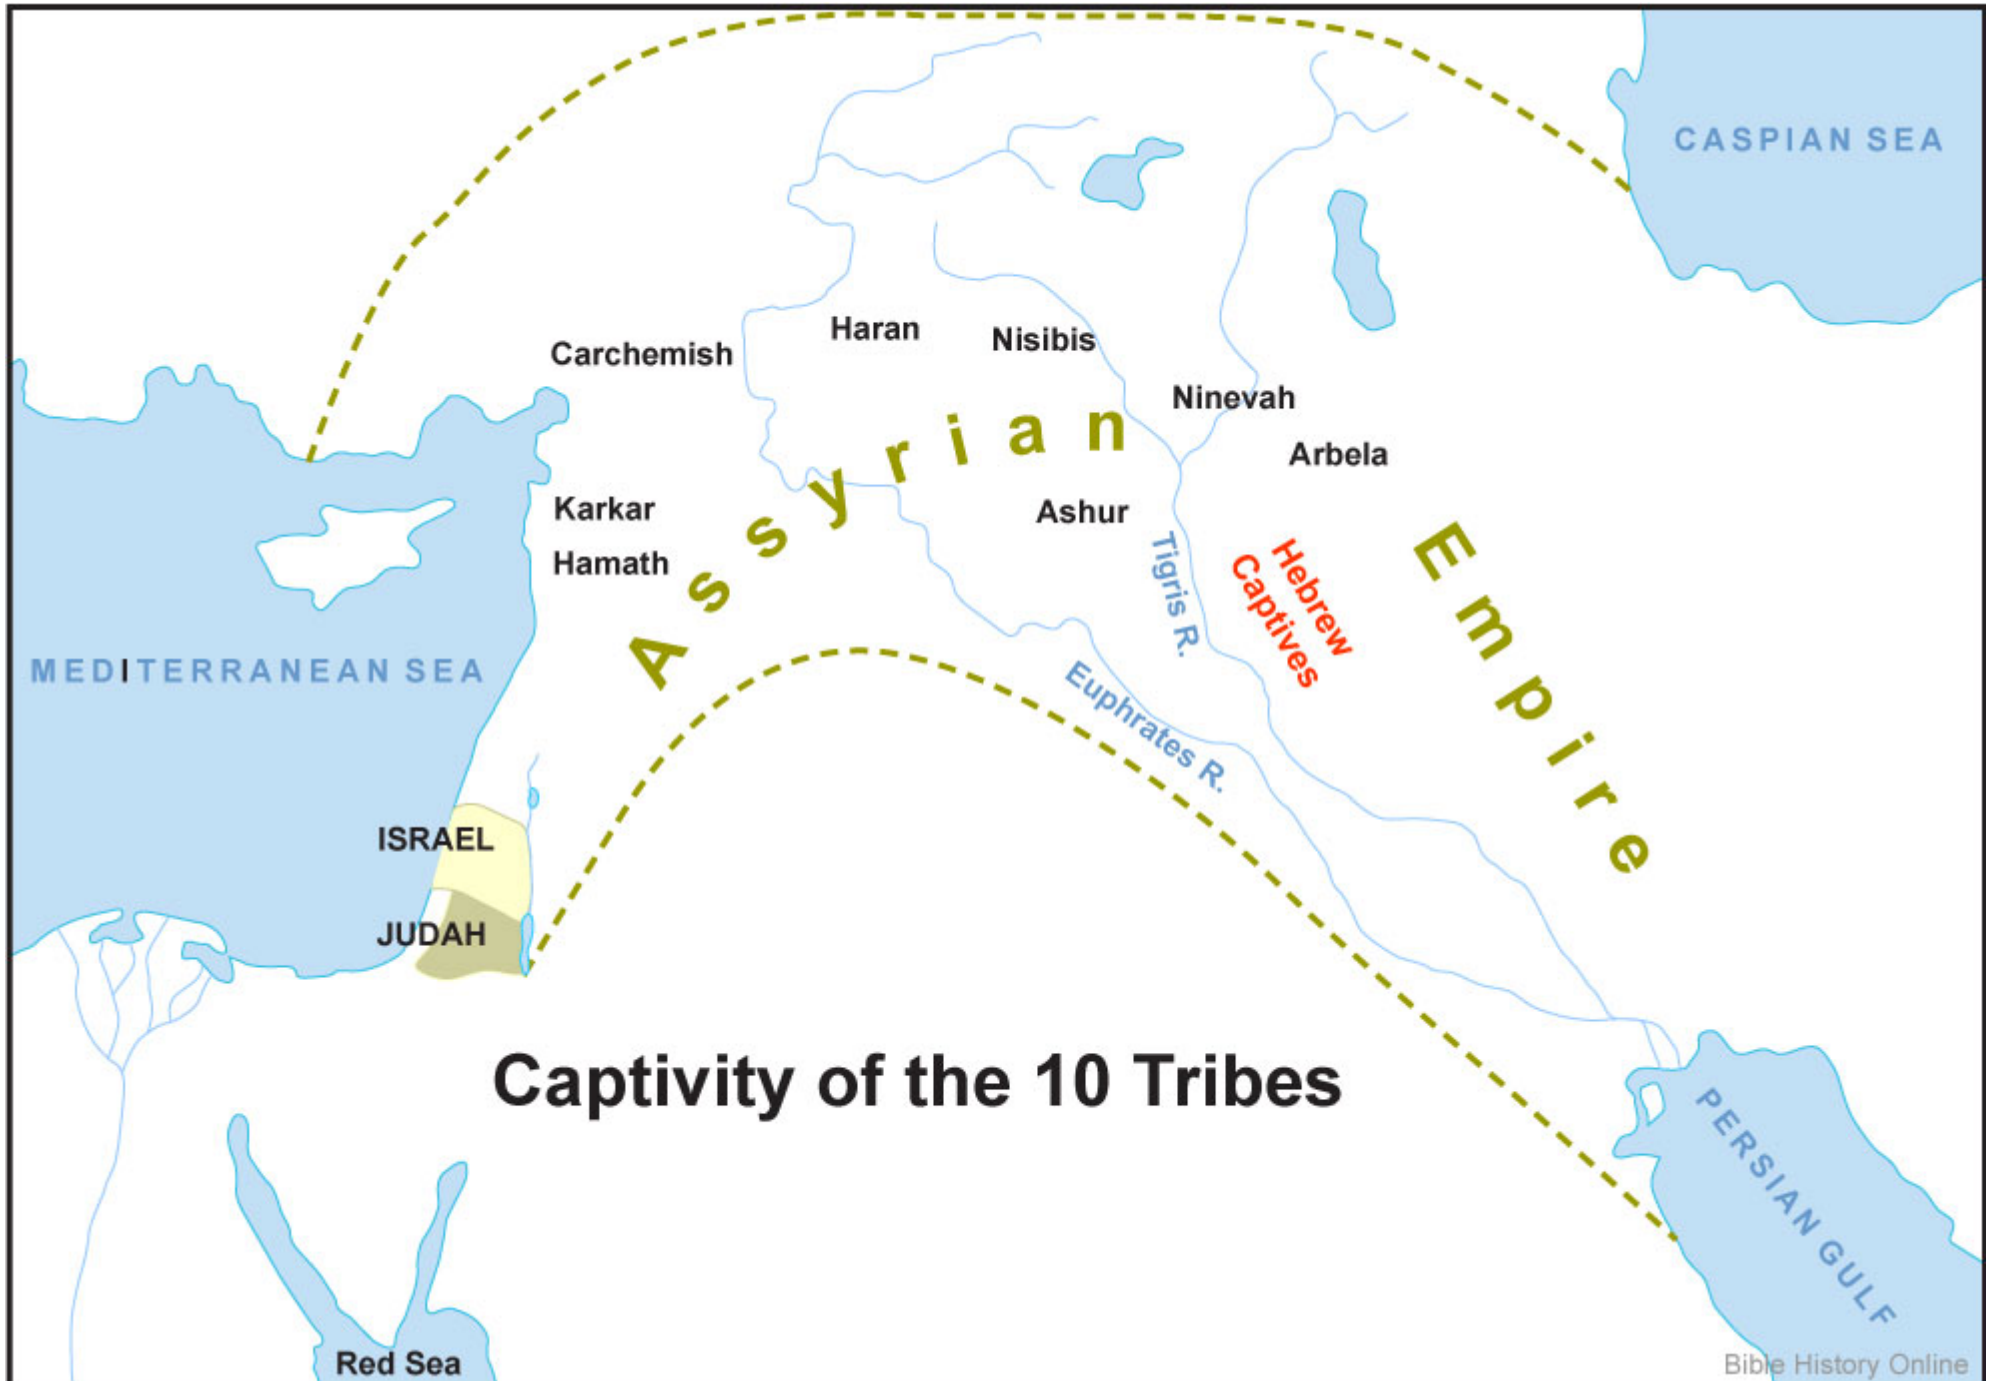 CASPIAN SEA
Haran
Nisibis
Carchemish
Ninevah
Arbela
Assyrian Empire
Karkar
Ashur
Hamath
Tigris R.
Hebrew
Captives
MEDITERRANEAN SEA
Euphrates R.
ISRAEL
JUDAH
Captivity of the 10 Tribes
PERSIAN GULF
Red Sea
Bible History Online